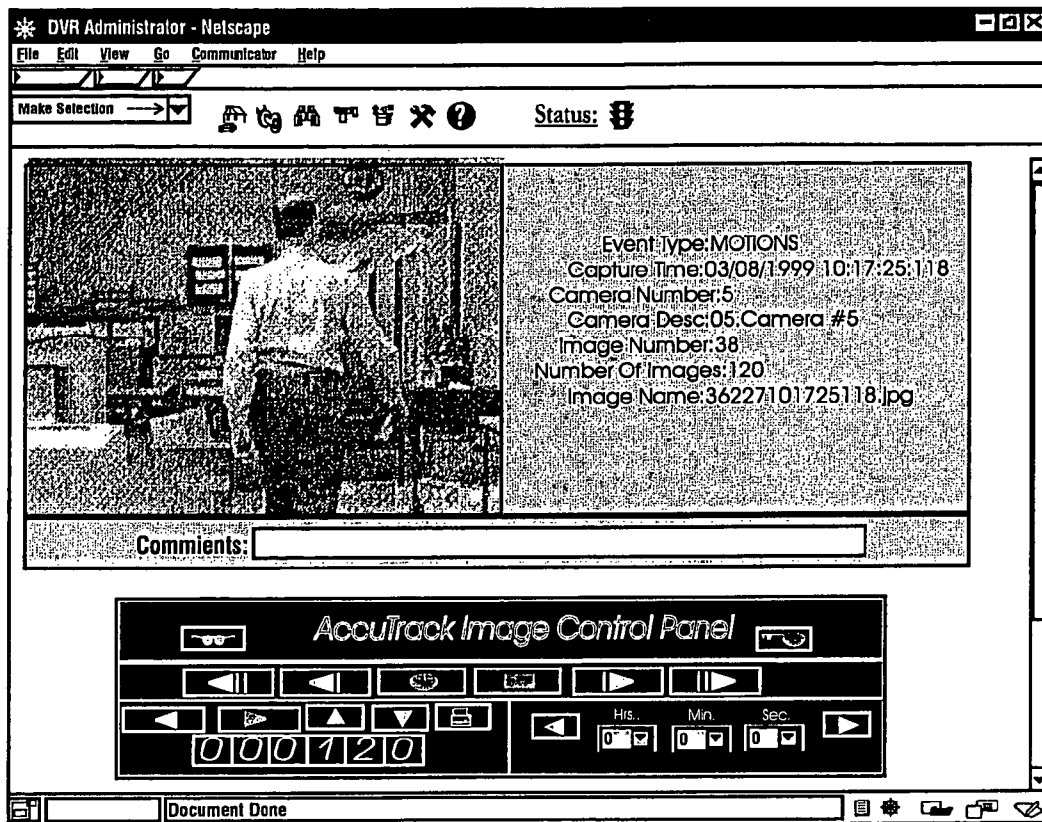 DVR Administrator - Netscape
File Edit View Go Communicator Help
Make Selection
Status:
Event Type:MOTIONS
Capture Time:03/08/1999 10:17:25:118
Camera Number:5
Camera Desc:05:Camera #5
Image Number:38
Number Of Images:120
Image Name:36227101725118.jpg
Commients:
AccuTrack Image Control Panel
Hrs.. Min. Sec.
0 0 0
000120
Document Done